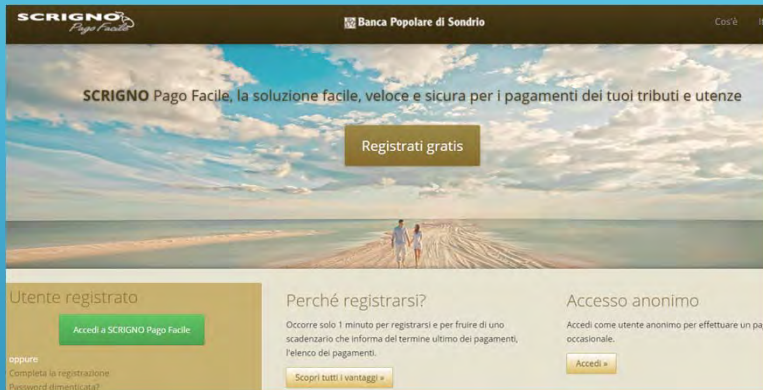 SCRIGNO
Pago Facile
Banca Popolare di Sondrio
Cos'è
SCRIGNO Pago Facile, la soluzione facile, veloce e sicura per i pagamenti dei tuoi tributi e utenze
Registrati gratis
Utente registrato
Accedi a SCRIGNO Pago Facile
oppure
Completa la registrazione
Password dimenticata?
Perché registrarsi?
Occorre solo 1 minuto per registrarsi e per fruire di uno
scadenzario che informa del termine ultimo dei pagamenti,
l'elenco dei pagamenti.
Scopri tutti i vantaggi »
Accesso anonimo
Accedi come utente anonimo per effettuare un pag
occasionale.
Accedi »